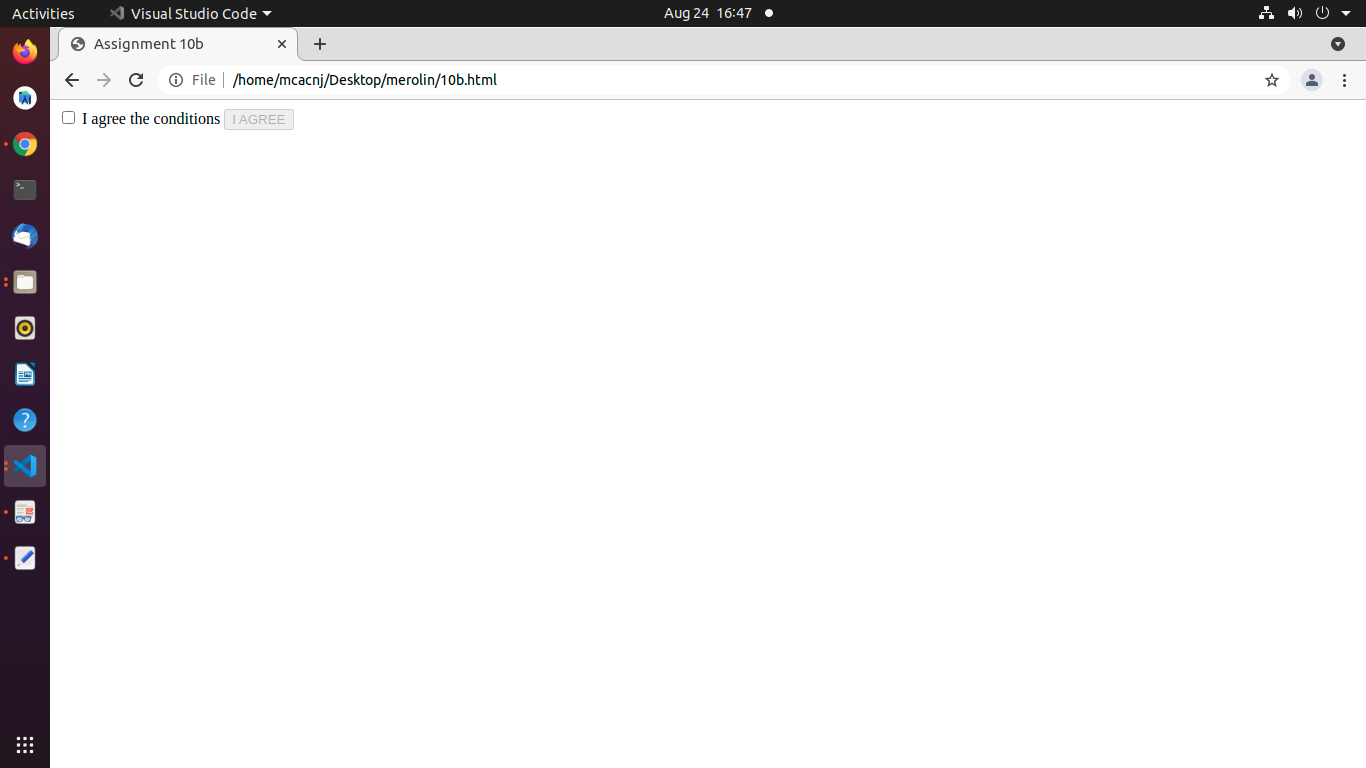 Activities Visual Studio Code Aug 24 16:47
Assignment 10b
File /home/mcacnj/Desktop/merolin/10b.html
I agree the conditions I AGREE